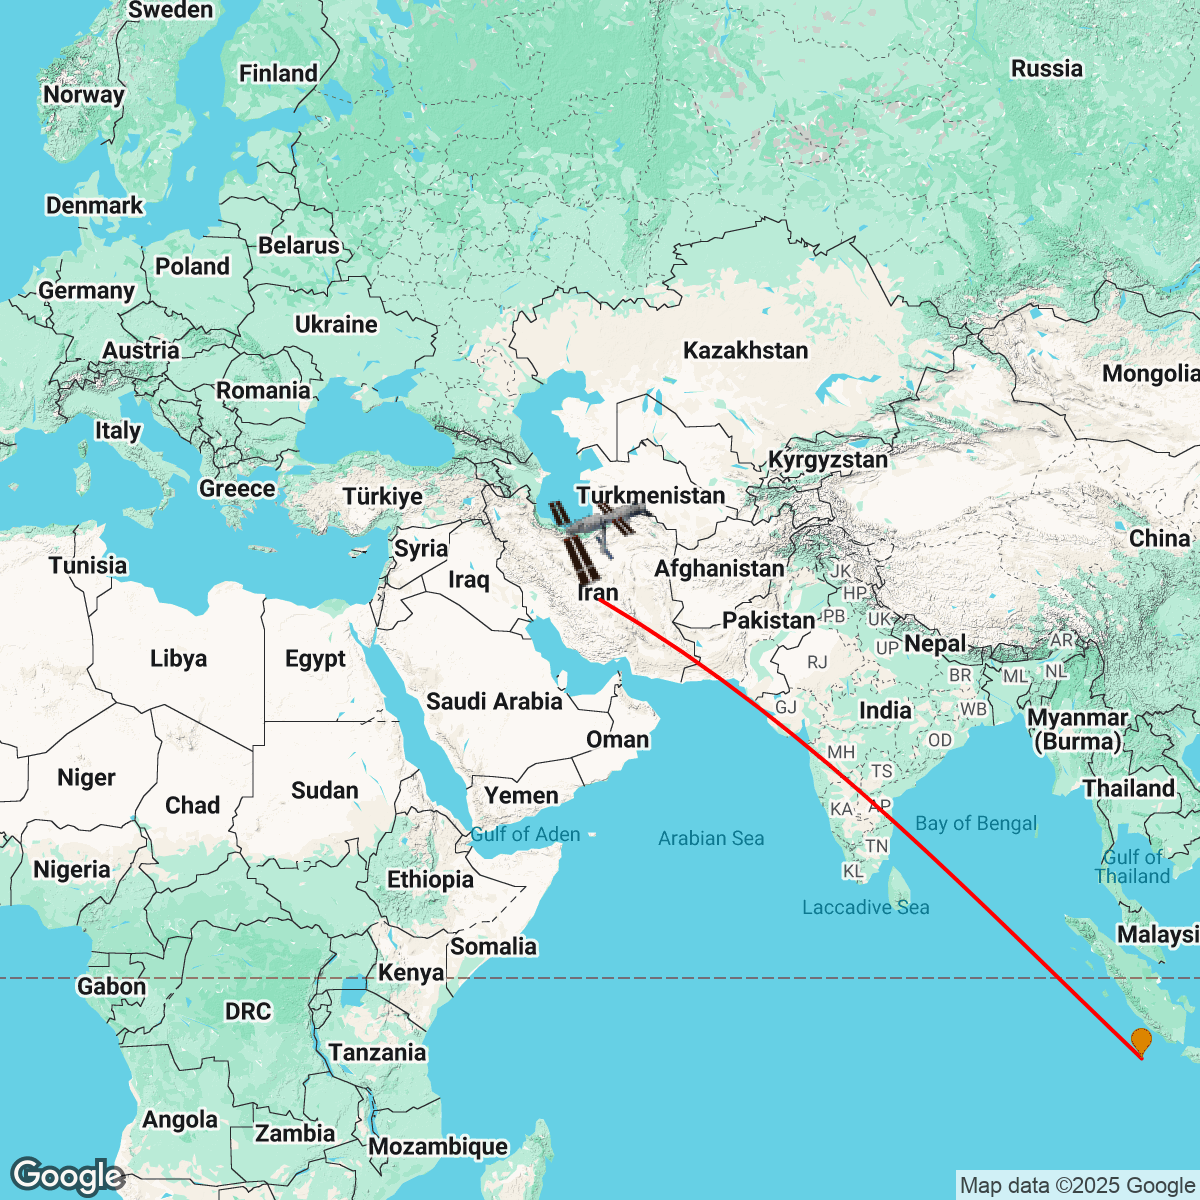 Sweden
Finland
Norway
Russia
Denmark
Belarus
Poland
Germany
Ukraine
Austria
Kazakhstan
Mongolia
Romania
Italy
Kyrgyzstan
Greece
Türkiye
Turkmenistan
China
Syria
Tunisia
Iraq
Afghanistan
JK
HP
Iran
PB
UK
Pakistan
Nepal
AR
UP
Libya
Egypt
RJ
BR
ML
NL
Saudi Arabia
GJ
India
WB
Myanmar
(Burma)
Oman
OD
MH
TS
Niger
Chad
Sudan
Yemen
Thailand
KA
AP
Gulf of Aden
Arabian Sea
Bay of Bengal
TN
Nigeria
Ethiopia
KL
Gulf of
Thailand
Laccadive Sea
Somalia
Malaysi
Kenya
Gabon
DRC
Tanzania
Angola
Zambia
Mozambique
Google
Map data ©2025 Google